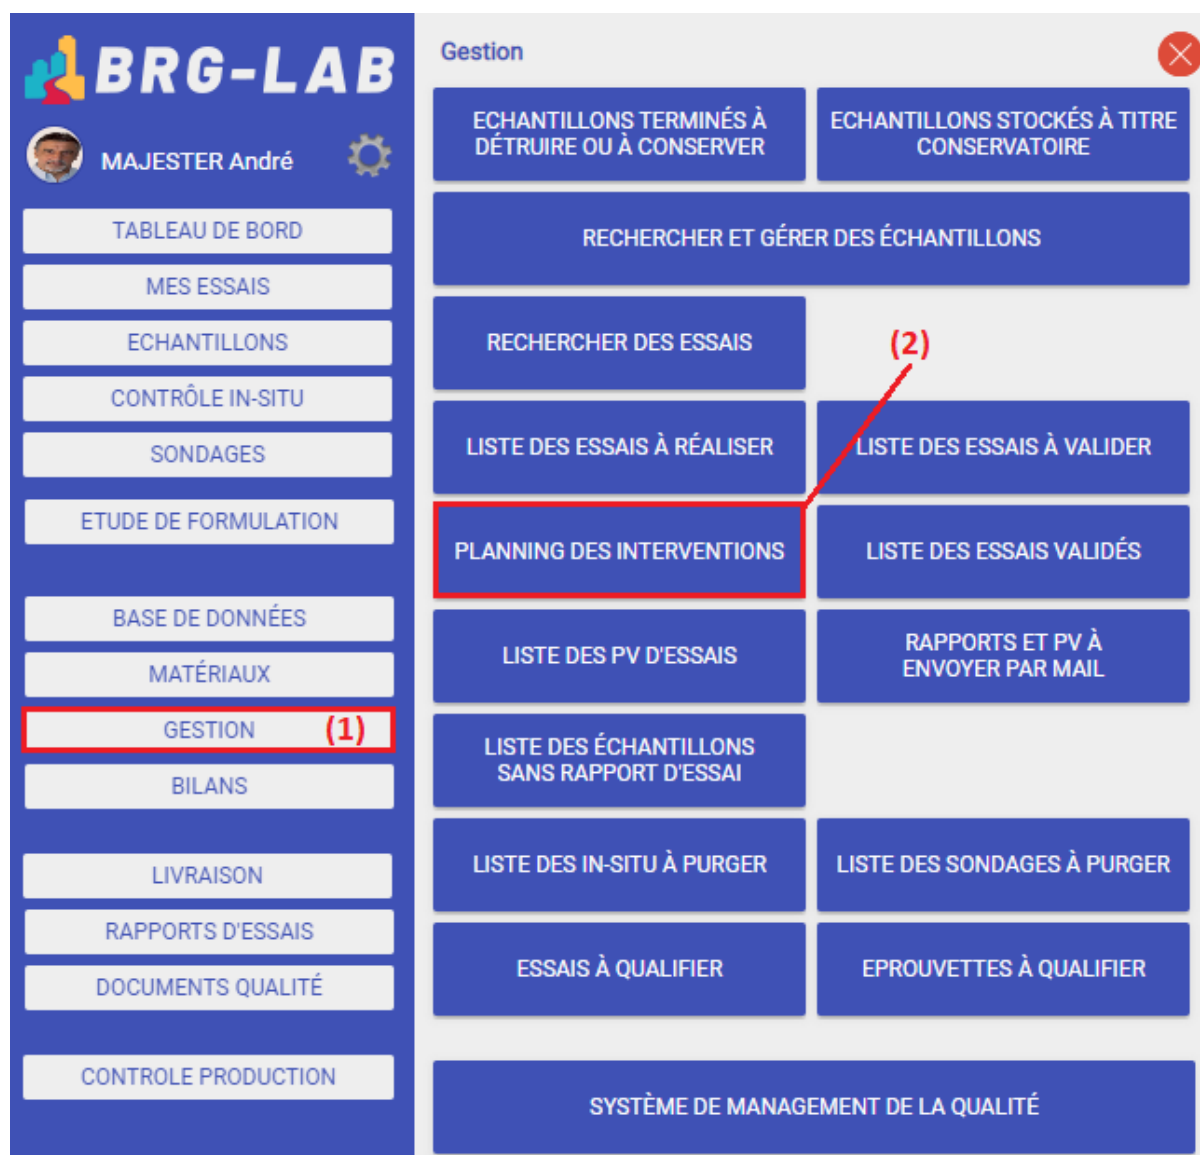 BRG-LAB
MAJESTER André
TABLEAU DE BORD
MES ESSAIS
ECHANTILLONS
CONTRÔLE IN-SITU
SONDAGES
ETUDE DE FORMULATION
BASE DE DONNÉES
MATÉRIAUX
GESTION (1)
BILANS
LIVRAISON
RAPPORTS D'ESSAIS
DOCUMENTS QUALITÉ
CONTROLE PRODUCTION
Gestion
ECHANTILLONS TERMINÉS À
DÉTRUIRE OU À CONSERVER
ECHANTILLONS STOCKÉS À TITRE
CONSERVATOIRE
RECHERCHER ET GÉRER DES ÉCHANTILLONS
RECHERCHER DES ESSAIS
(2)
LISTE DES ESSAIS À RÉALISER
LISTE DES ESSAIS À VALIDER
PLANNING DES INTERVENTIONS
LISTE DES ESSAIS VALIDÉS
LISTE DES PV D'ESSAIS
RAPPORTS ET PV À
ENVOYER PAR MAIL
LISTE DES ÉCHANTILLONS
SANS RAPPORT D'ESSAI
LISTE DES IN-SITU À PURGER
LISTE DES SONDAGES À PURGER
ESSAIS À QUALIFIER
EPROUVETTES À QUALIFIER
SYSTÈME DE MANAGEMENT DE LA QUALITÉ